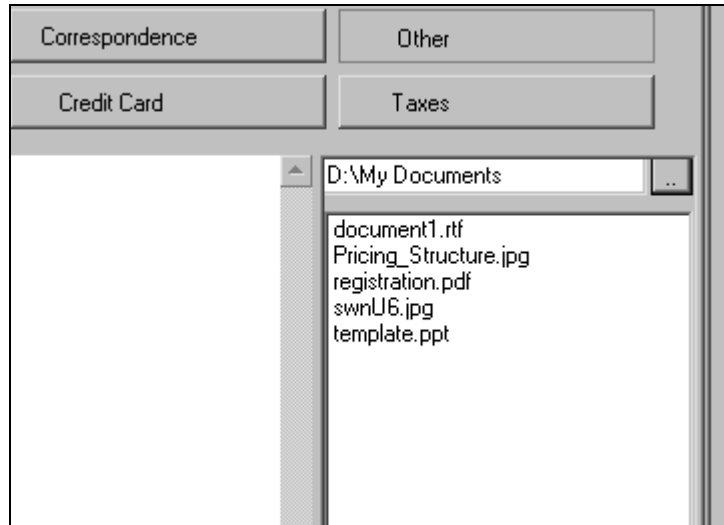 Correspondence
Other
Credit Card
Taxes
D:\My Documents
..
document1.rtf
Pricing_Structure.jpg
registration.pdf
swnU6.jpg
template.ppt